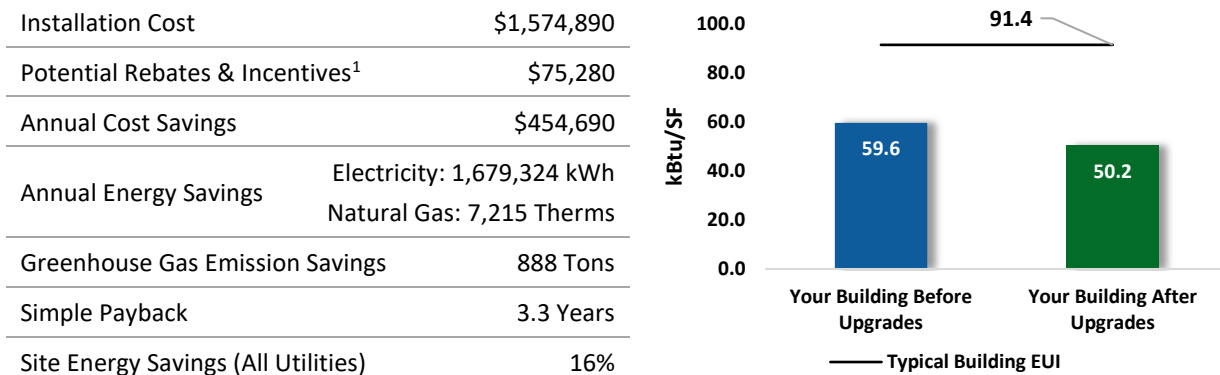 Installation Cost $1,574,890
Potential Rebates & Incentives1 $75,280
Annual Cost Savings $454,690
Annual Energy Savings
Electricity: 1,679,324 kWh
Natural Gas: 7,215 Therms
Greenhouse Gas Emission Savings 888 Tons
Simple Payback 3.3 Years
Site Energy Savings (All Utilities) 16%
kBtu/SF
100.0
80.0
60.0
40.0
20.0
0.0
91.4
59.6
50.2
Your Building Before
Upgrades
Your Building After
Upgrades
Typical Building EUI